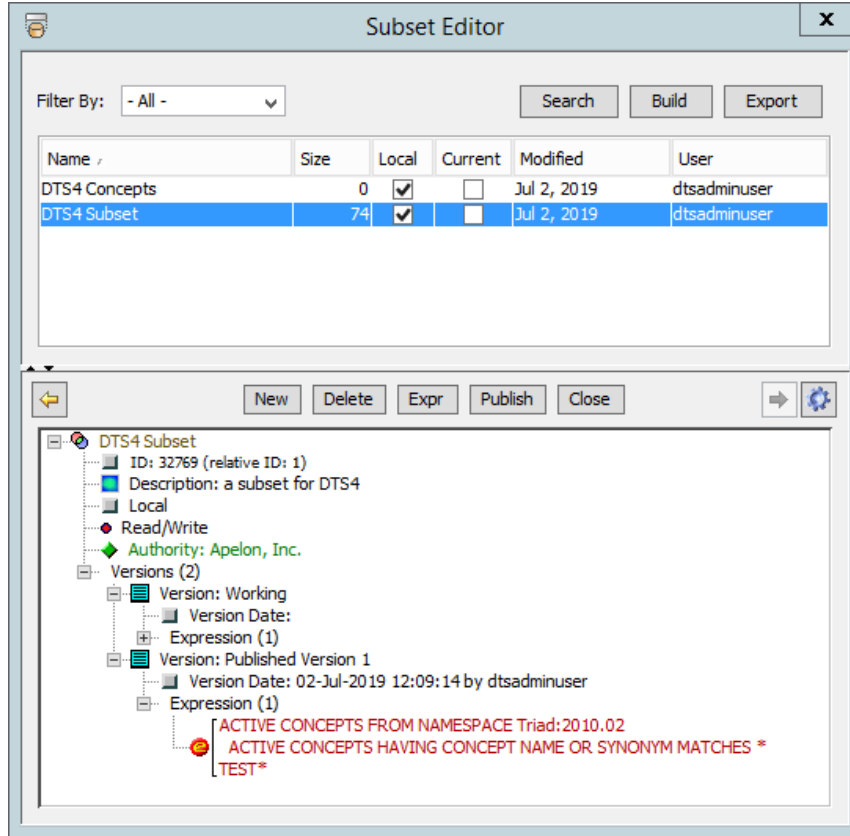 Subset Editor
x
Filter By: - All - Search Build Export
Name Size Local Current Modified User
DTS4 Concepts 0 Jul 2, 2019 dtsadminuser
DTS4 Subset 74 Jul 2, 2019 dtsadminuser
New Delete Expr Publish Close
DTS4 Subset
ID: 32769 (relative ID: 1)
Description: a subset for DTS4
Local
Read/Write
Authority: Apelon, Inc.
Versions (2)
Version: Working
Version Date:
Expression (1)
Version: Published Version 1
Version Date: 02-Jul-2019 12:09:14 by dtsadminuser
Expression (1)
ACTIVE CONCEPTS FROM NAMESPACE Triad:2010.02
ACTIVE CONCEPTS HAVING CONCEPT NAME OR SYNONYM MATCHES *
TEST*